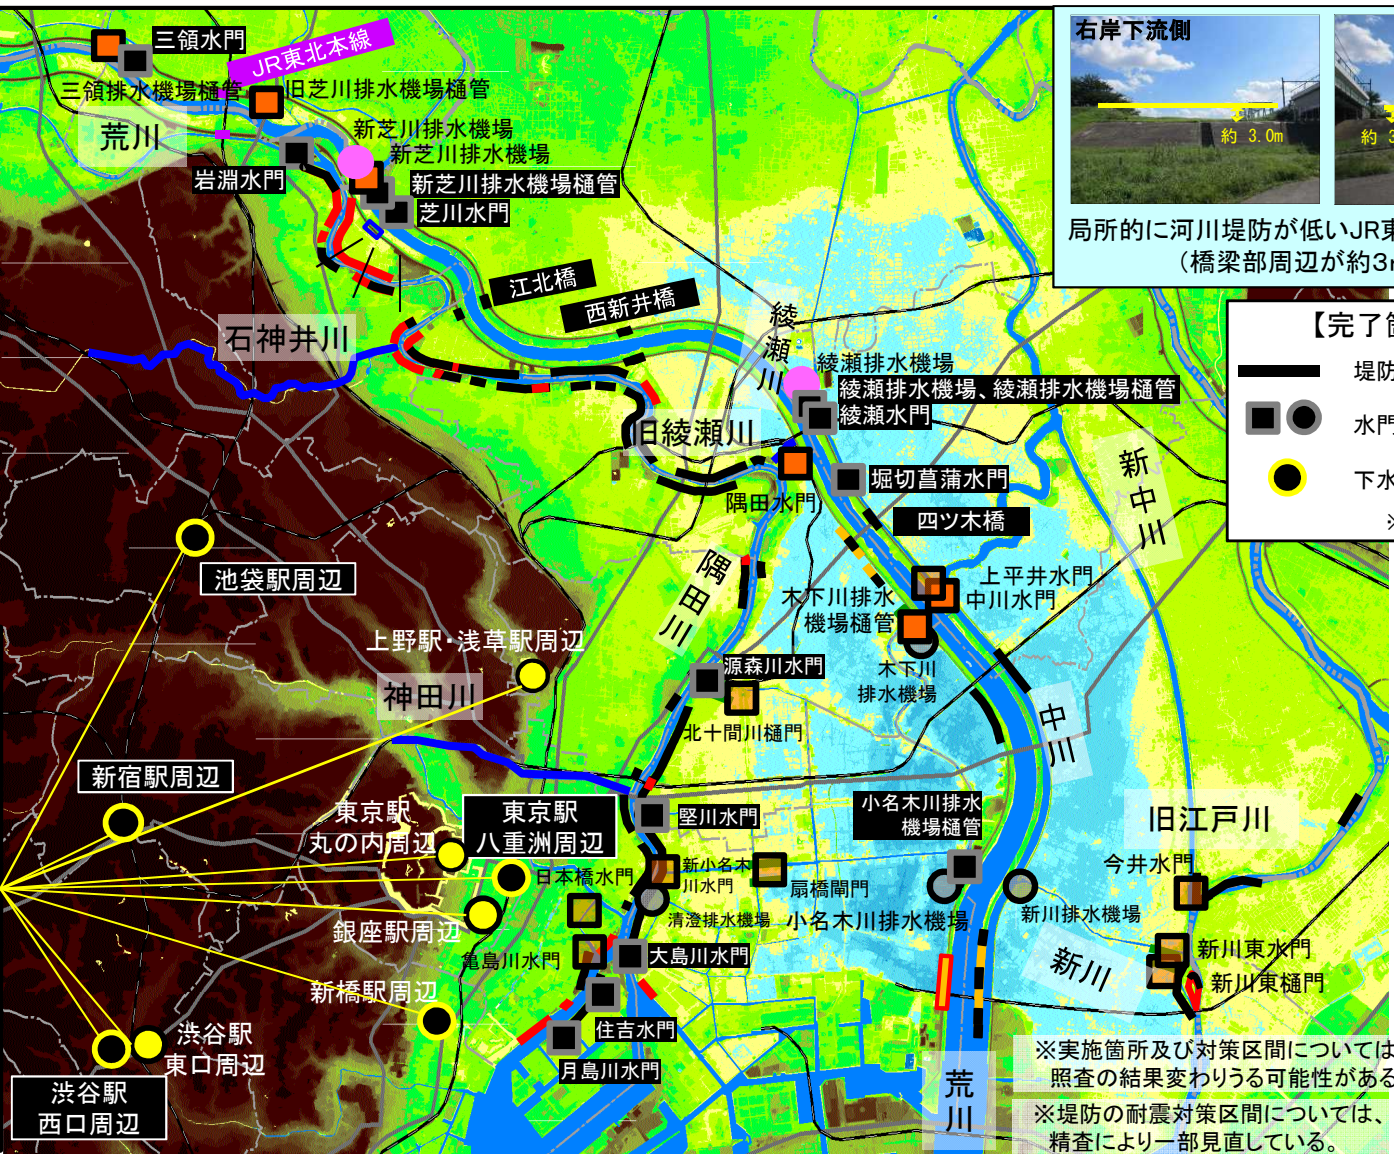 三領水門
JR東北本線
三領排水機場樋管
旧芝川排水機場樋管
荒川
新芝川排水機場
新芝川排水機場
新芝川排水機場樋管
岩淵水門
芝川水門
右岸下流側
約 3.0m
約 3
局所的に河川堤防が低いJR東
（橋梁部周辺が約3m
江北橋
西新井橋
石神井川
綾瀬川
綾瀬排水機場
綾瀬排水機場、綾瀬排水機場樋管
綾瀬水門
【完了箇
堤防
水門
下水
※
旧綾瀬川
堀切菖蒲水門
隅田水門
四ツ木橋
新中川
池袋駅周辺
隅田川
木下川排水
機場樋管
上平井水門
中川水門
上野駅・浅草駅周辺
源森川水門
木下川
排水機場
神田川
北十間川樋門
中川
新宿駅周辺
東京駅
丸の内周辺
東京駅
八重洲周辺
竪川水門
小名木川排水
機場樋管
旧江戸川
日本橋水門
新小名木
川水門
扇橋閘門
今井水門
銀座駅周辺
清澄排水機場
小名木川排水機場
新川排水機場
亀島川水門
大島川水門
新川
新川東水門
新川東樋門
新橋駅周辺
住吉水門
月島川水門
渋谷駅
東口周辺
渋谷駅
西口周辺
荒川
※実施箇所及び対策区間については
照査の結果変わりうる可能性がある
※堤防の耐震対策区間については、
精査により一部見直している。